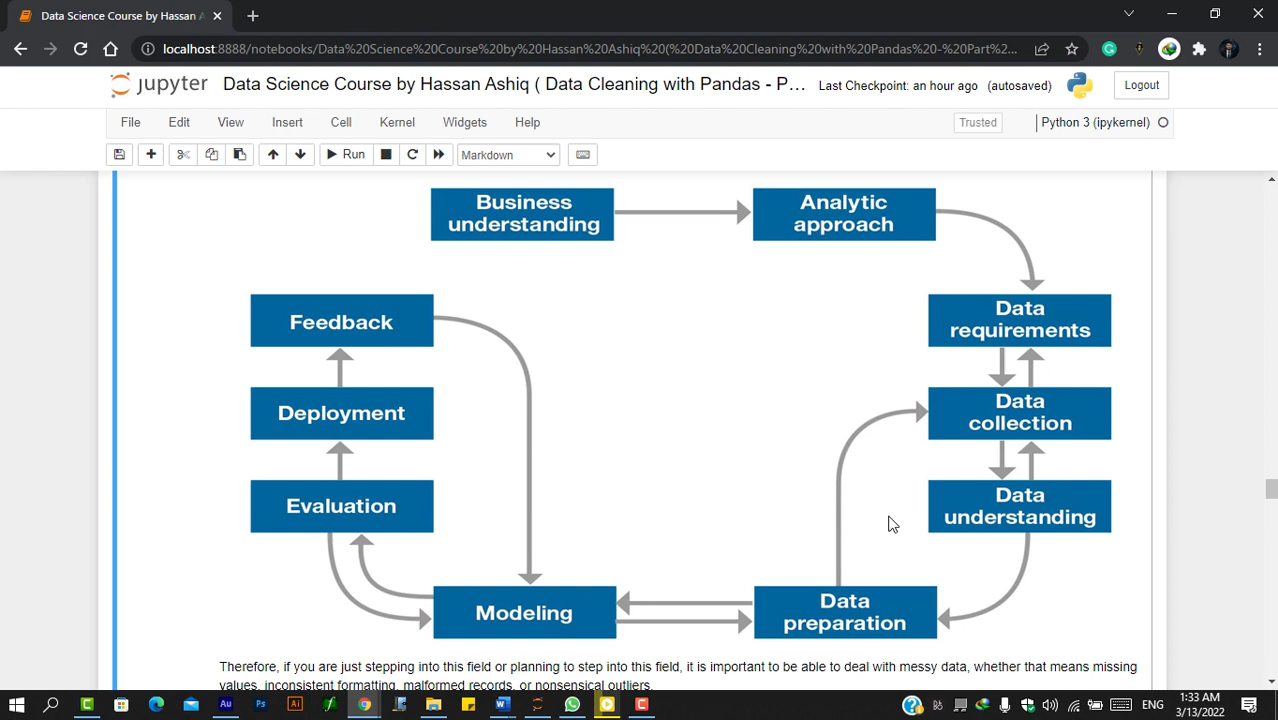 Data Science Course by Hassan A
localhost:8888/notebooks/Data%20Science%20Course%20by%20Hassan%20Ashiq%20(%20Data%20Cleaning%20with%20Pandas%20-%20Part%2...
jupyter Data Science Course by Hassan Ashiq ( Data Cleaning with Pandas - P... Last Checkpoint: an hour ago (autosaved) Logout
File Edit View Insert Cell Kernel Widgets Help Trusted Python 3 (ipykernel)
Run Markdown
Business
understanding
Analytic
approach
Data
requirements
Data
collection
Data
understanding
Data
preparation
Modeling
Evaluation
Deployment
Feedback
Therefore, if you are just stepping into this field or planning to step into this field, it is important to be able to deal with messy data, whether that means missing
values, inconsistent formatting, malformed records, or nonsensical outliers.
1:33 AM
3/13/2022